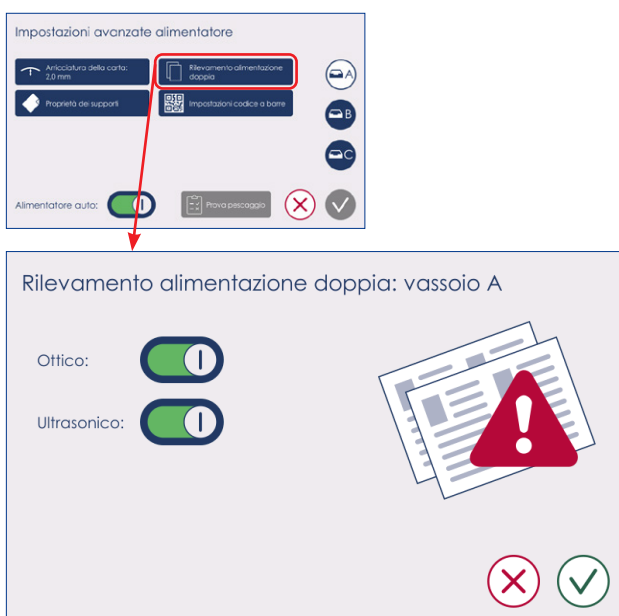 Impostazioni avanzate alimentatore
Arricciatura della carta:
2,0 mm
Rilevamento alimentazione
doppia
A
Proprietà dei supporti
Impostazioni codice a barre
B
C
Alimentatore auto:
Prova pescaggio
Rilevamento alimentazione doppia: vassoio A
Ottico:
Ultrasonico: